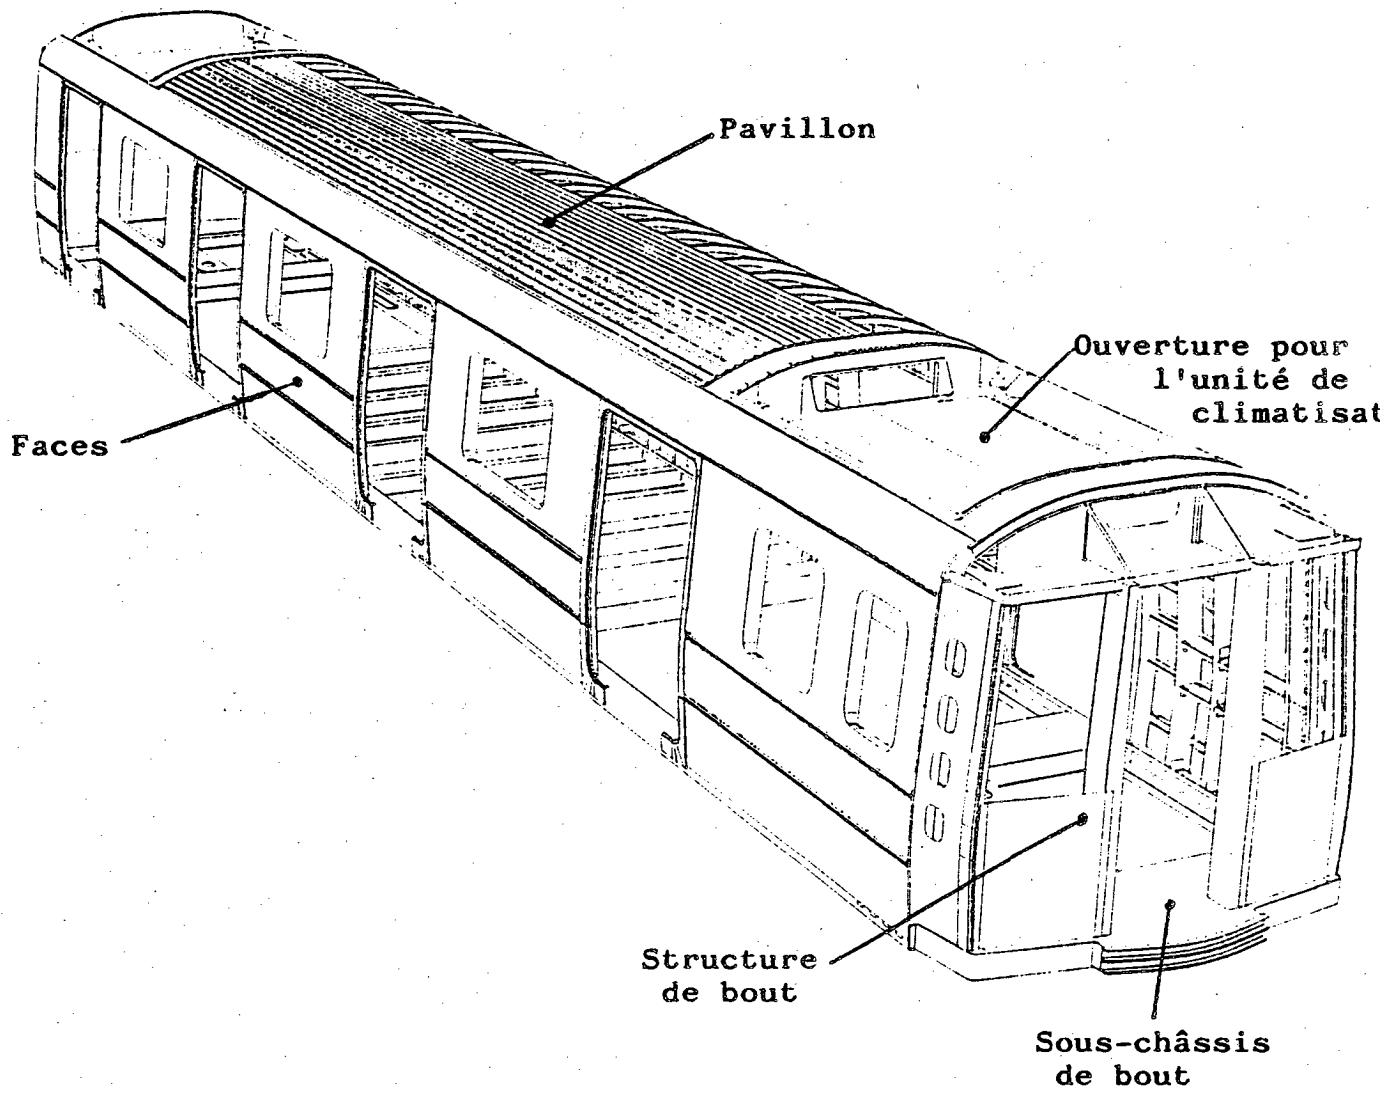 Pavillon
Ouverture pour
l'unité de
climatisat
Faces
Structure
de bout
Sous-châssis
de bout